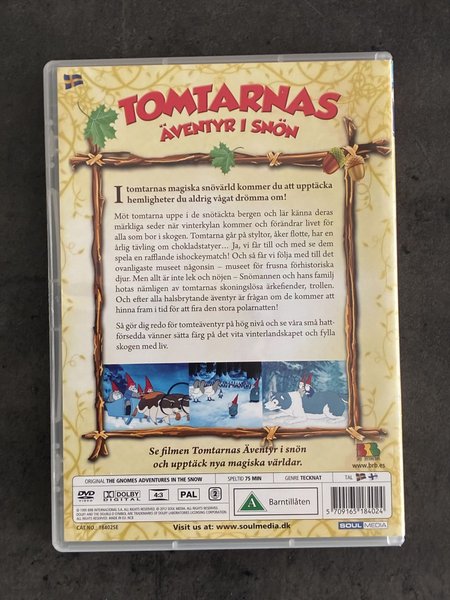 TOMTARNAS
ÄVENTYR I SNÖN
I tomtarnas magiska snövärld kommer du att upptäcka
hemligheter du aldrig vågat drömma om!
Möt tomtarna uppe i de snötäckta bergen och lär känna deras
märkliga seder när vinterkylan kommer och förändrar livet för
alla som bor i skogen. Tomtarna går på styltor, åker flotte, har en
årlig tävling om chokladstatyer… Ja, vi får till och med se dem
spela en rafflande ishockeymatch! Och så får vi följa med till det
ovanligaste museet någonsin – museet för frusna förhistoriska
djur. Men allt är inte lek och nöjen – Snömannen och hans familj
hotas nämligen av tomtarnas skoningslösa ärkefiender, trollen.
Och efter alla halsbrytande äventyr är frågan om de kommer att
hinna fram i tid för att fira den stora polarnatten!
Så gör dig redo för tomteäventyr på hög nivå och se våra små hatt-
försedda vänner sätta färg på det vita vinterlandskapet och fylla
skogen med liv.
Se filmen Tomtarnas Äventyr i snön
och upptäck nya magiska världar.
www.brb.es
ORIGINAL THE GNOMES ADVENTURES IN THE SNOW SPELTID 75 MIN GENRE TECKNAT TAL
DVD VIDEO DOLBY DIGITAL 4:3 PAL 2 A Barntillåten
CAT NO. 184025E
Visit us at: www.soulmedia.dk
5 709165 184024
SOUL MEDIA